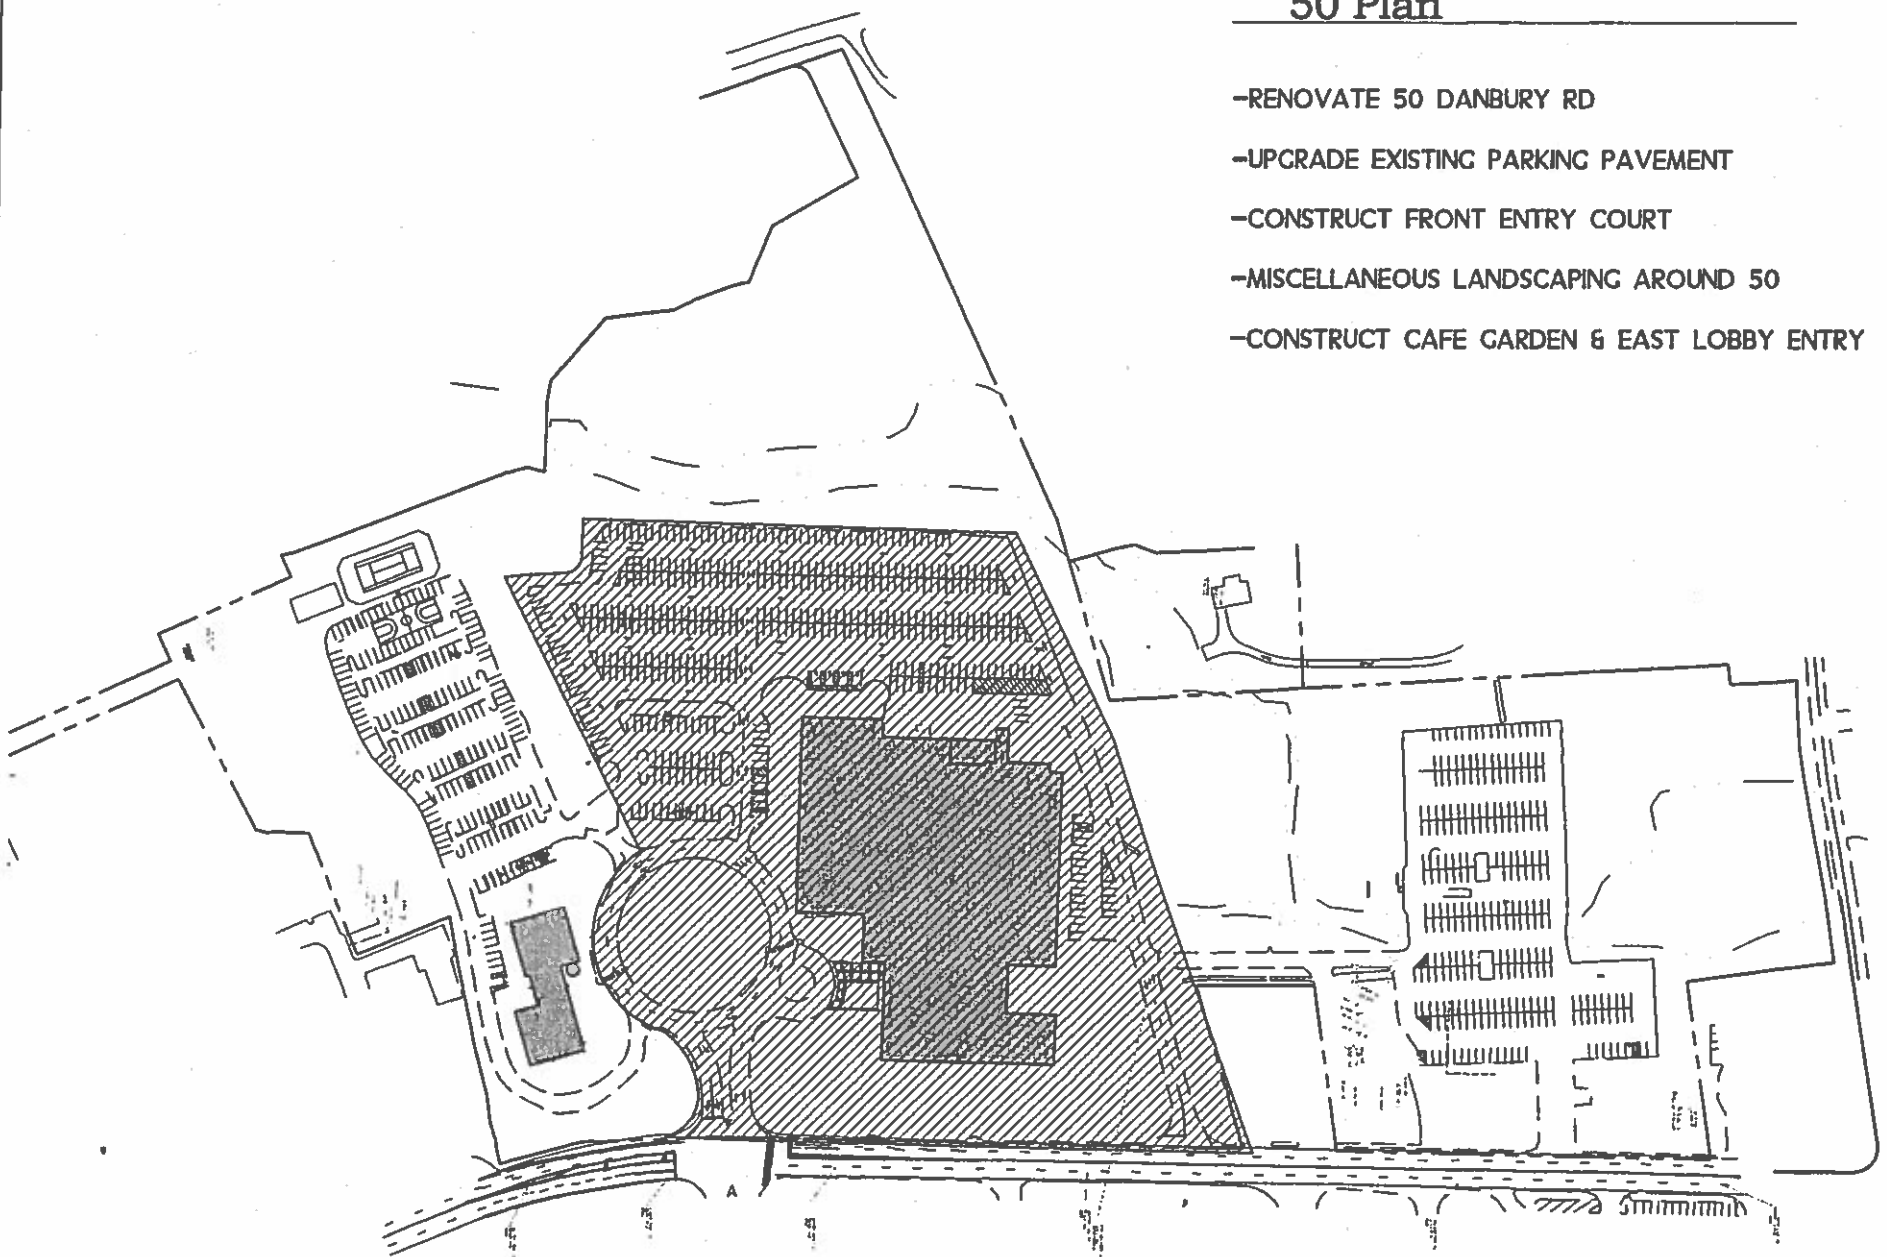 50 Plan
-RENOVATE 50 DANBURY RD
-UPGRADE EXISTING PARKING PAVEMENT
-CONSTRUCT FRONT ENTRY COURT
-MISCELLANEOUS LANDSCAPING AROUND 50
-CONSTRUCT CAFE GARDEN & EAST LOBBY ENTRY
A